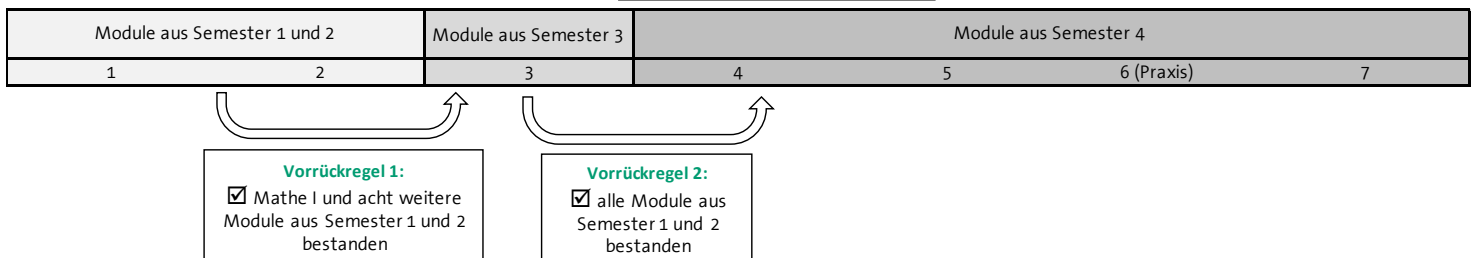 Module aus Semester 1 und 2
Module aus Semester 3
Module aus Semester 4
1
2
3
4
5
6 (Praxis)
7
Vorrückregel 1:
☑ Mathe I und acht weitere
Module aus Semester 1 und 2
bestanden
Vorrückregel 2:
☑ alle Module aus
Semester 1 und 2
bestanden